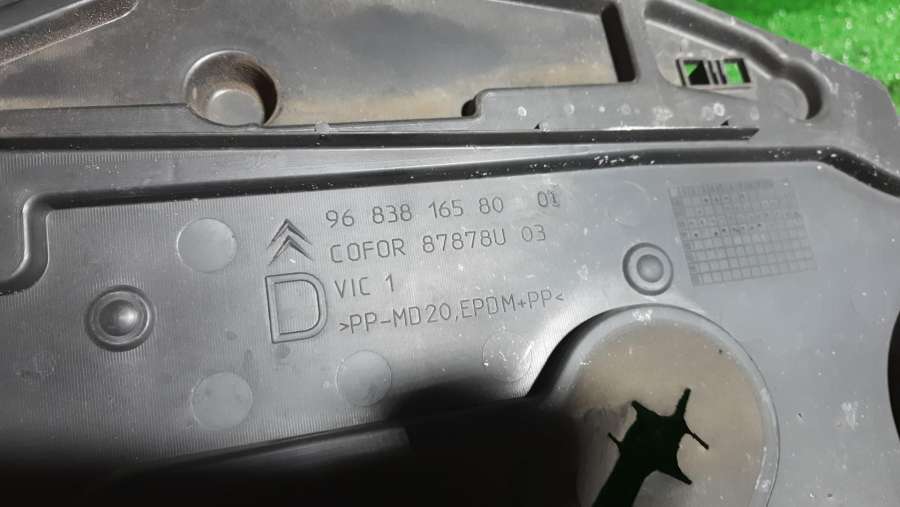 96 838 165 80 01
COFOR 87878U 03
D
VIC 1
>PP-MD20,EPDM+PP<